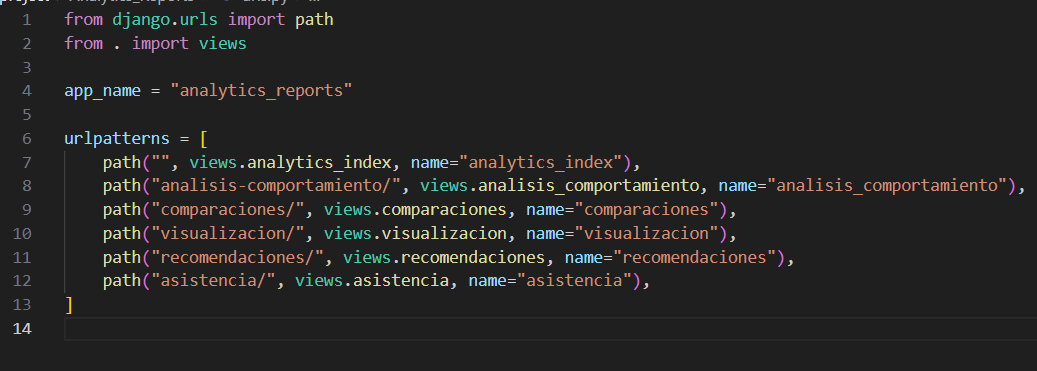 1 from django.urls import path
2 from . import views
3
4 app_name = "analytics_reports"
5
6 urlpatterns = [
7     path("", views.analytics_index, name="analytics_index"),
8     path("analisis-comportamiento/", views.analisis_comportamiento, name="analisis_comportamiento"),
9     path("comparaciones/", views.comparaciones, name="comparaciones"),
10     path("visualizacion/", views.visualizacion, name="visualizacion"),
11     path("recomendaciones/", views.recomendaciones, name="recomendaciones"),
12     path("asistencia/", views.asistencia, name="asistencia"),
13 ]
14